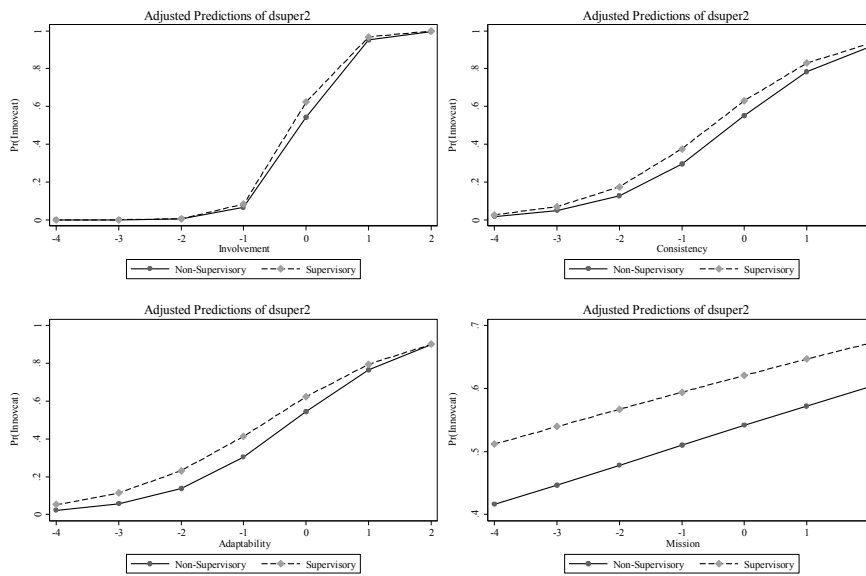 Adjusted Predictions of dsuper2
Pr(Innovcat)
1
.8
.6
.4
.2
0
-4 -3 -2 -1 0 1 2
Involvement
Non-Supervisory Supervisory
Adjusted Predictions of dsuper2
Pr(Innovcat)
1
.8
.6
.4
.2
0
-4 -3 -2 -1 0 1
Consistency
Non-Supervisory Supervisory
Adjusted Predictions of dsuper2
Pr(Innovcat)
1
.8
.6
.4
.2
0
-4 -3 -2 -1 0 1 2
Adaptability
Non-Supervisory Supervisory
Adjusted Predictions of dsuper2
Pr(Innovcat)
.7
.6
.5
.4
-4 -3 -2 -1 0 1
Mission
Non-Supervisory Supervisory